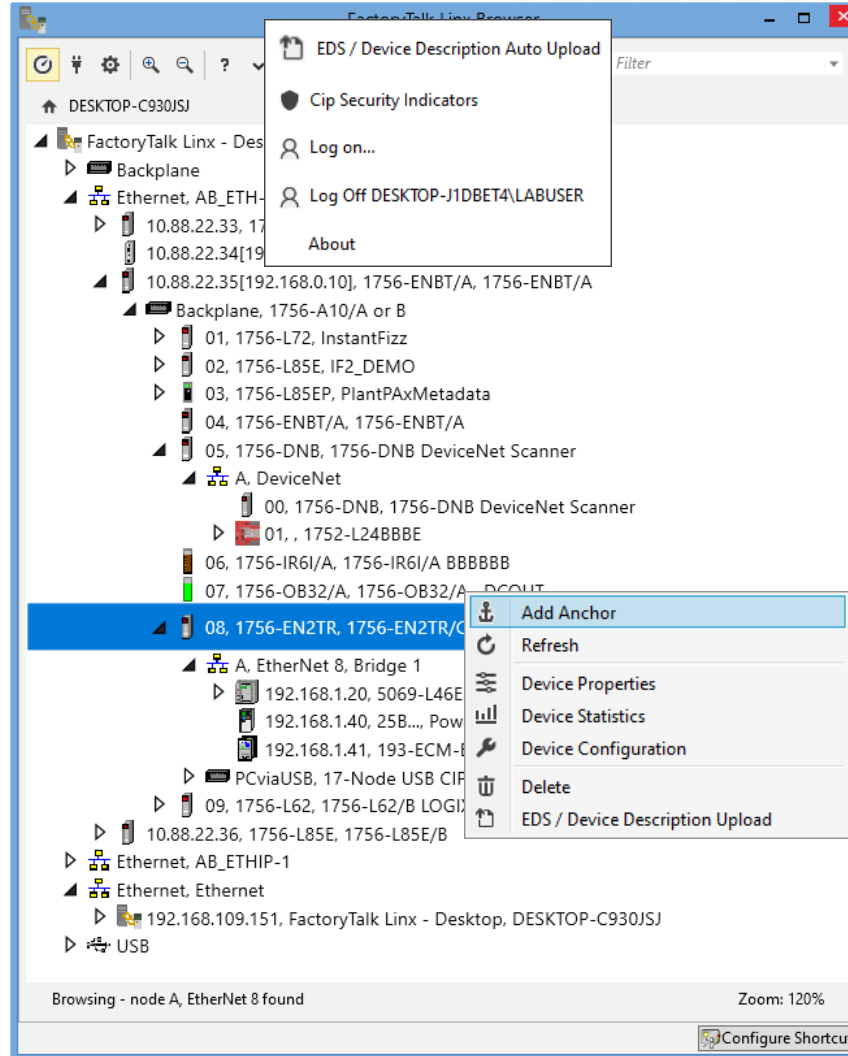 FactoryTalk Linx Browser
EDS / Device Description Auto Upload
Filter
?
Cip Security Indicators
DESKTOP-C930JSJ
FactoryTalk Linx - Des
Log on...
Backplane
Ethernet, AB_ETH-
Log Off DESKTOP-J1DBET4\LABUSER
10.88.22.33, 17
10.88.22.34[19
About
10.88.22.35[192.168.0.10], 1756-ENBT/A, 1756-ENBT/A
Backplane, 1756-A10/A or B
01, 1756-L72, InstantFizz
02, 1756-L85E, IF2_DEMO
03, 1756-L85EP, PlantPAxMetadata
04, 1756-ENBT/A, 1756-ENBT/A
05, 1756-DNB, 1756-DNB DeviceNet Scanner
A, DeviceNet
00, 1756-DNB, 1756-DNB DeviceNet Scanner
01, , 1752-L24BBBE
06, 1756-IR6I/A, 1756-IR6I/A BBBBBB
07, 1756-OB32/A, 1756-OB32/A DCOUT
08, 1756-EN2TR, 1756-EN2TR/C
Add Anchor
Refresh
A, EtherNet 8, Bridge 1
192.168.1.20, 5069-L46E
Device Properties
192.168.1.40, 25B..., Pow
Device Statistics
192.168.1.41, 193-ECM-E
Device Configuration
PCviaUSB, 17-Node USB CIP
Delete
09, 1756-L62, 1756-L62/B LOGIX
EDS / Device Description Upload
10.88.22.36, 1756-L85E, 1756-L85E/B
Ethernet, AB_ETHIP-1
Ethernet, Ethernet
192.168.109.151, FactoryTalk Linx - Desktop, DESKTOP-C930JSJ
USB
Browsing - node A, EtherNet 8 found
Zoom: 120%
Configure Shortcu